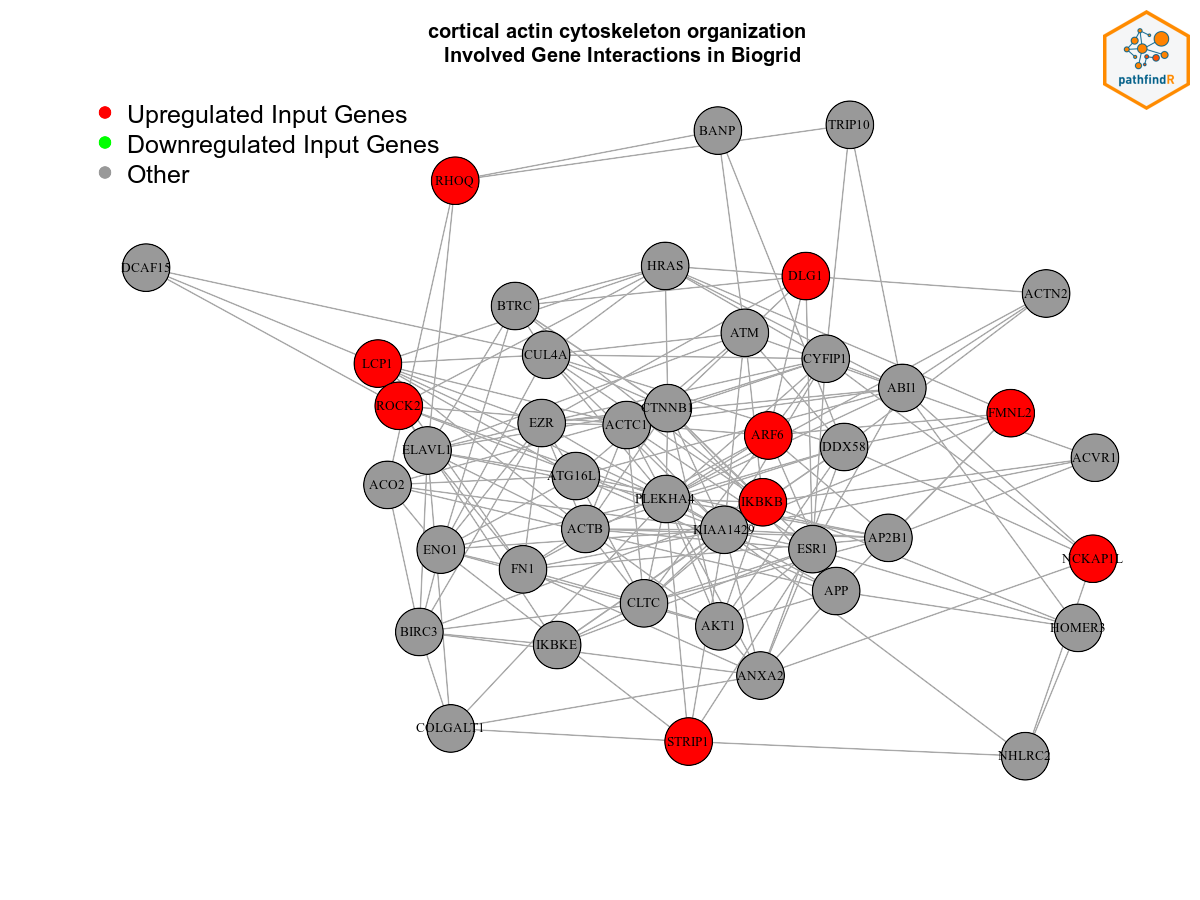 cortical actin cytoskeleton organization
Involved Gene Interactions in Biogrid
pathfindR
Upregulated Input Genes
Downregulated Input Genes
Other
BANP
TRIP10
RHOQ
DCAF15
HRAS
DLG1
ACTN2
BTRC
ATM
CUL4A
CYFIP1
LCP1
ABI1
ROCK2
CTNNB1
FMNL2
EZR
ACTC1
ARF6
ELAVL1
DDX58
ACVR1
ATG16L1
ACO2
PLEKHA4
IKBKB
ACTB
KIAA1429
AP2B1
ENO1
ESR1
NCKAP1L
FN1
APP
CLTC
AKT1
HOMER3
BIRC3
IKBKE
ANXA2
COLGALT1
STRIP1
NHLRC2